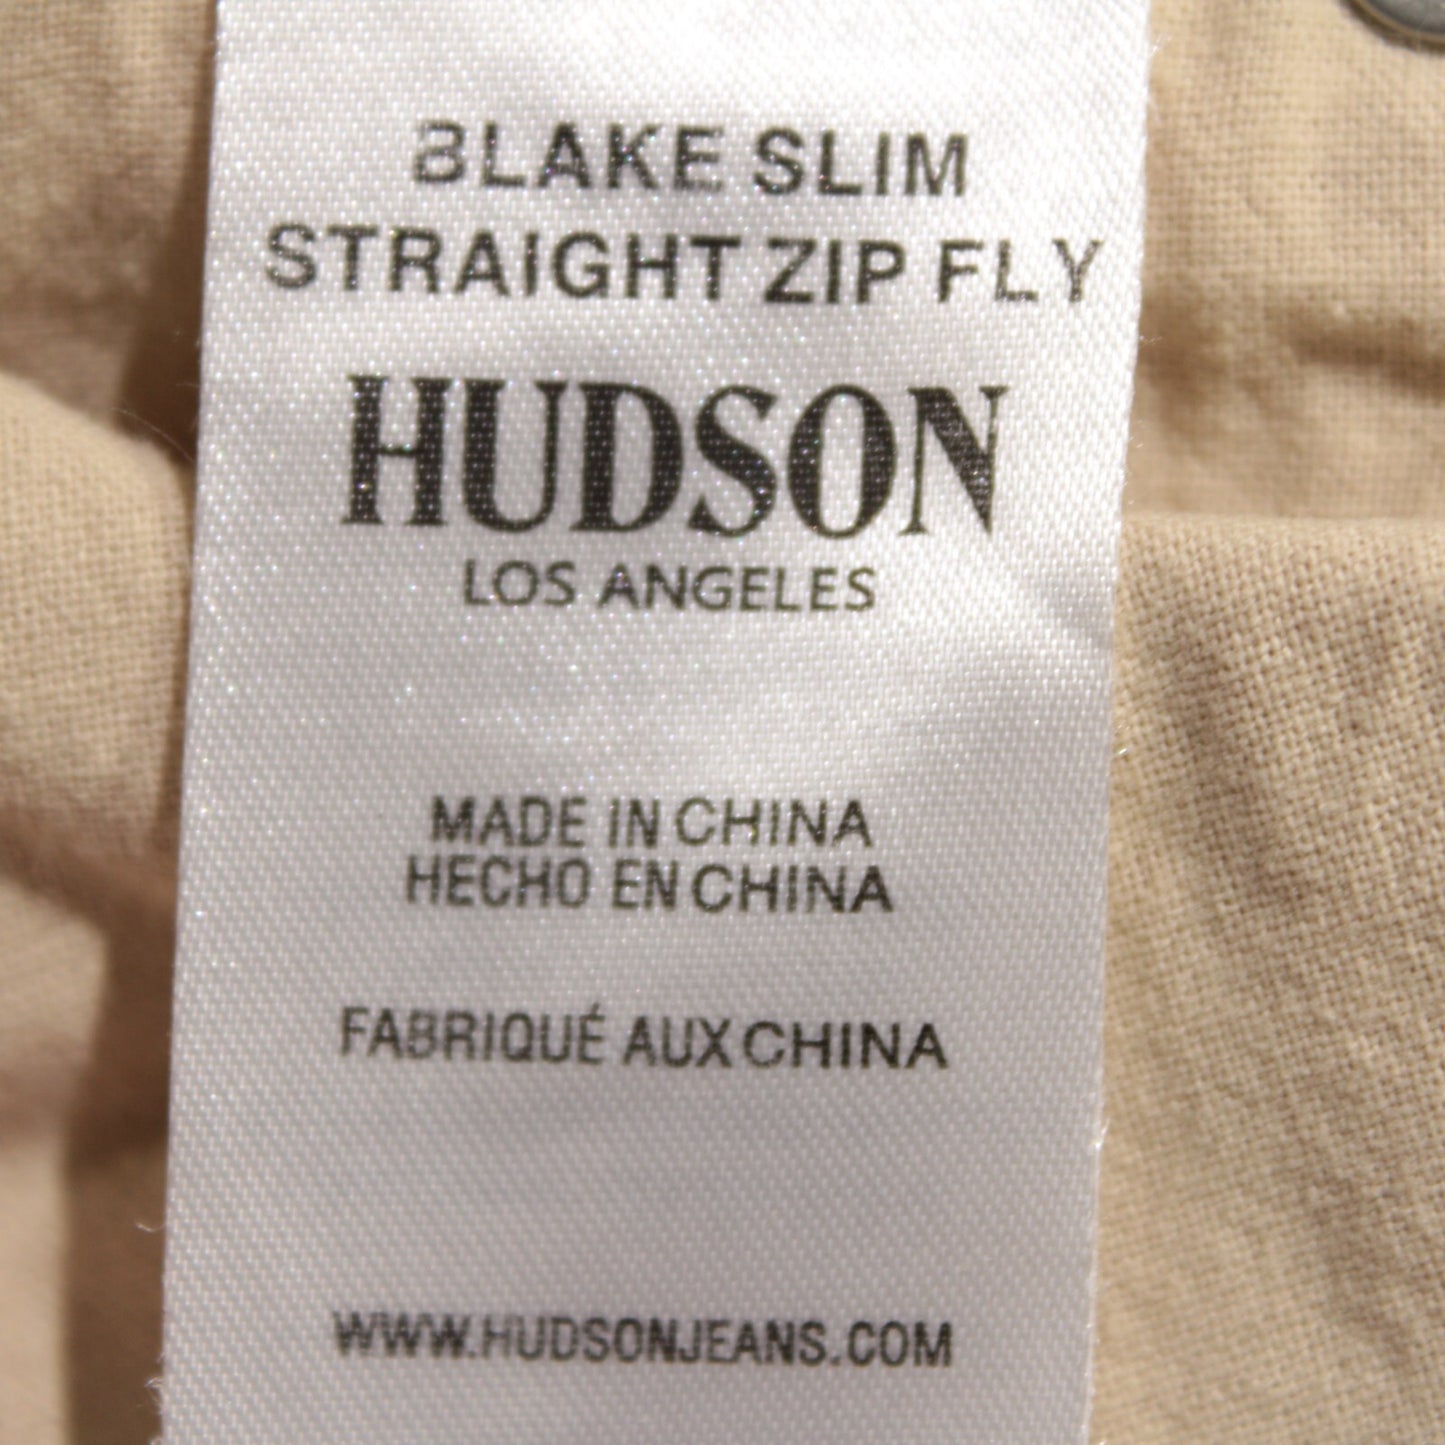 BLAKE SLIM
STRAIGHT ZIP FLY
HUDSON
LOS ANGELES
MADE IN CHINA
HECHO EN CHINA
FABRIQUÉ AUX CHINA
WWW.HUDSONJEANS.COM